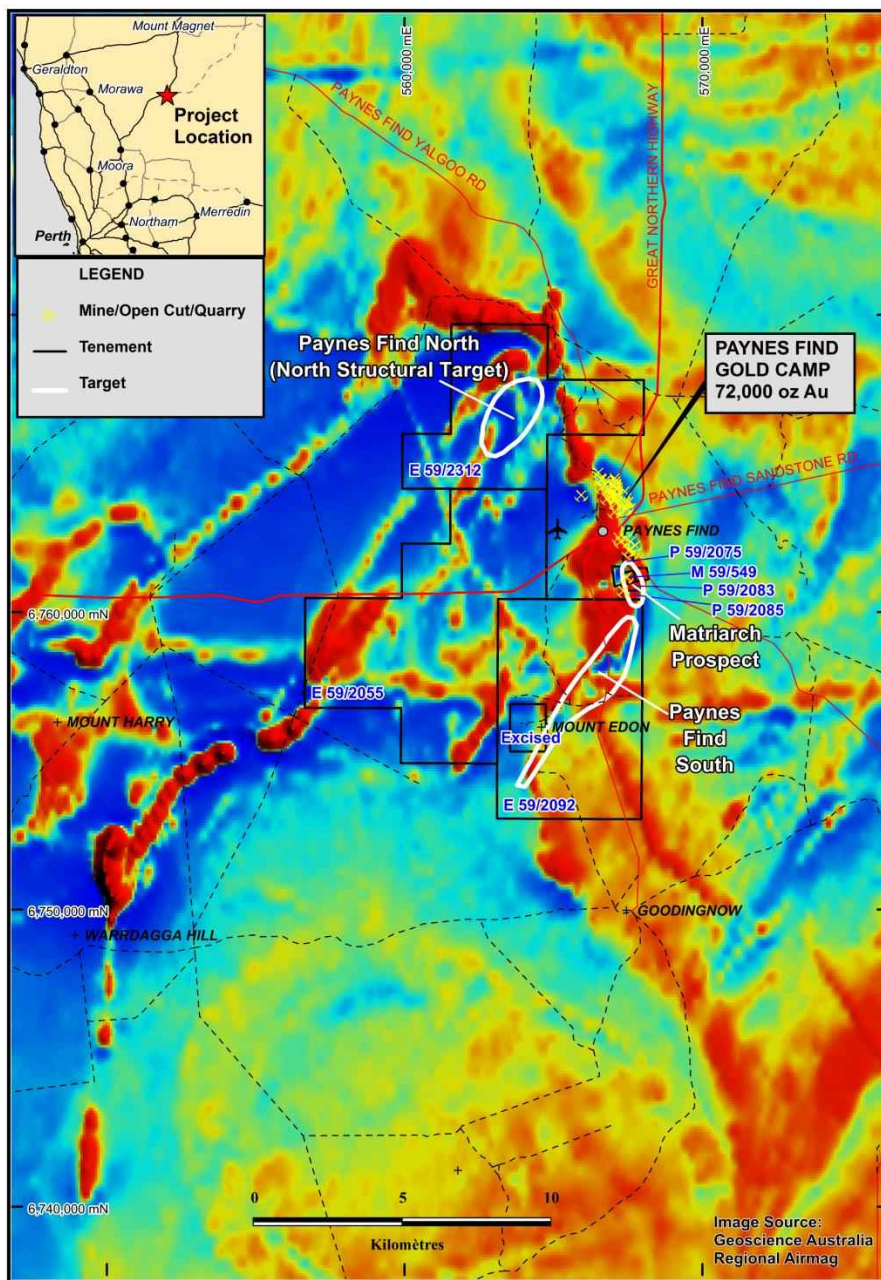 Mount Magnet
Geraldton
Morawa
Project
Location
Moora
Northam
Merredin
Perth
LEGEND
Mine/Open Cut/Quarry
Tenement
Target
560,000 mE
570,000 mE
PAYNES FIND YALGOO RD
GREAT NORTHERN HIGHWAY
Paynes Find North
(North Structural Target)
PAYNES FIND
GOLD CAMP
72,000 oz Au
E 59/2312
PAYNES FIND SANDSTONE RD
PAYNES FIND
P 59/2075
M 59/549
P 59/2083
P 59/2085
6,760,000 mN
Matriarch
Prospect
E 59/2055
MOUNT HARRY
MOUNT EDON
Excised
Paynes
Find
South
E 59/2092
6,750,000 mN
GOODINGNOW
WARRDAGGA HILL
6,740,000 mN
0 5 10
Kilomètres
Image Source:
Geoscience Australia
Regional Airmag